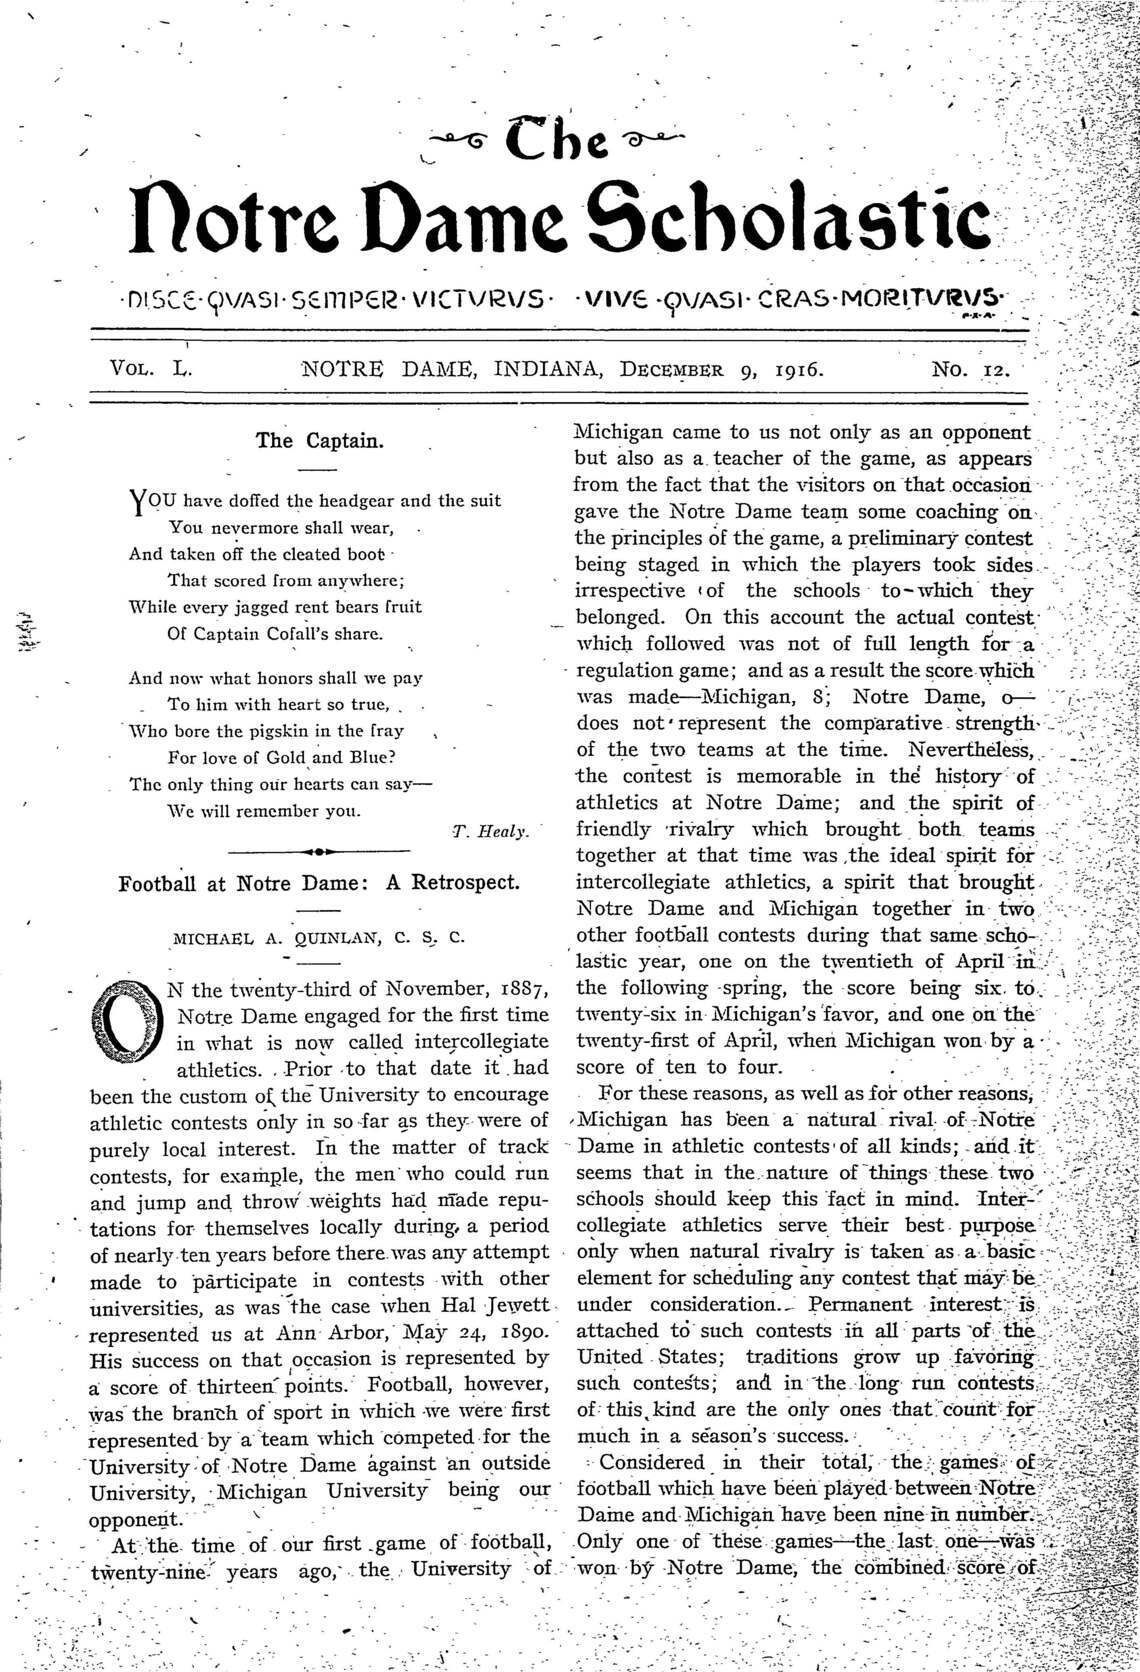 The
Notre Dame Scholastic
·DISCE·QVASI·SEMPER·VICTVRVS· ·VIVE·QVASI·CRAS·MORITVRVS·
P.X.A.
VOL. L. NOTRE DAME, INDIANA, DECEMBER 9, 1916. NO. 12.
The Captain.
YOU have doffed the headgear and the suit
You nevermore shall wear,
And taken off the cleated boot
That scored from anywhere;
While every jagged rent bears fruit
Of Captain Cofall's share.
And now what honors shall we pay
To him with heart so true,
Who bore the pigskin in the fray
For love of Gold and Blue?
The only thing our hearts can say—
We will remember you.
T. Healy.
Football at Notre Dame: A Retrospect.
MICHAEL A. QUINLAN, C. S. C.
ON the twenty-third of November, 1887,
Notre Dame engaged for the first time
in what is now called intercollegiate
athletics. Prior to that date it had
been the custom of the University to encourage
athletic contests only in so far as they were of
purely local interest. In the matter of track
contests, for example, the men who could run
and jump and throw weights had made repu-
tations for themselves locally during a period
of nearly ten years before there was any attempt
made to participate in contests with other
universities, as was the case when Hal Jewett
represented us at Ann Arbor, May 24, 1890.
His success on that occasion is represented by
a score of thirteen points. Football, however,
was the branch of sport in which we were first
represented by a team which competed for the
University of Notre Dame against an outside
University, Michigan University being our
opponent.
At the time of our first game of football,
twenty-nine years ago, the University of
Michigan came to us not only as an opponent
but also as a teacher of the game, as appears
from the fact that the visitors on that occasion
gave the Notre Dame team some coaching on
the principles of the game, a preliminary contest
being staged in which the players took sides
irrespective of the schools to which they
belonged. On this account the actual contest
which followed was not of full length for a
regulation game; and as a result the score which
was made—Michigan, 8; Notre Dame, 0—
does not represent the comparative strength
of the two teams at the time. Nevertheless,
the contest is memorable in the history of
athletics at Notre Dame; and the spirit of
friendly rivalry which brought both teams
together at that time was the ideal spirit for
intercollegiate athletics, a spirit that brought
Notre Dame and Michigan together in two
other football contests during that same scho-
lastic year, one on the twentieth of April in
the following spring, the score being six to
twenty-six in Michigan's favor, and one on the
twenty-first of April, when Michigan won by a
score of ten to four.
For these reasons, as well as for other reasons,
Michigan has been a natural rival of Notre
Dame in athletic contests of all kinds; and it
seems that in the nature of things these two
schools should keep this fact in mind. Inter-
collegiate athletics serve their best purpose
only when natural rivalry is taken as a basic
element for scheduling any contest that may be
under consideration. Permanent interest is
attached to such contests in all parts of the
United States; traditions grow up favoring
such contests; and in the long run contests
of this kind are the only ones that count for
much in a season's success.
Considered in their total, the games of
football which have been played between Notre
Dame and Michigan have been nine in number.
Only one of these games—the last one—was
won by Notre Dame, the combined score of